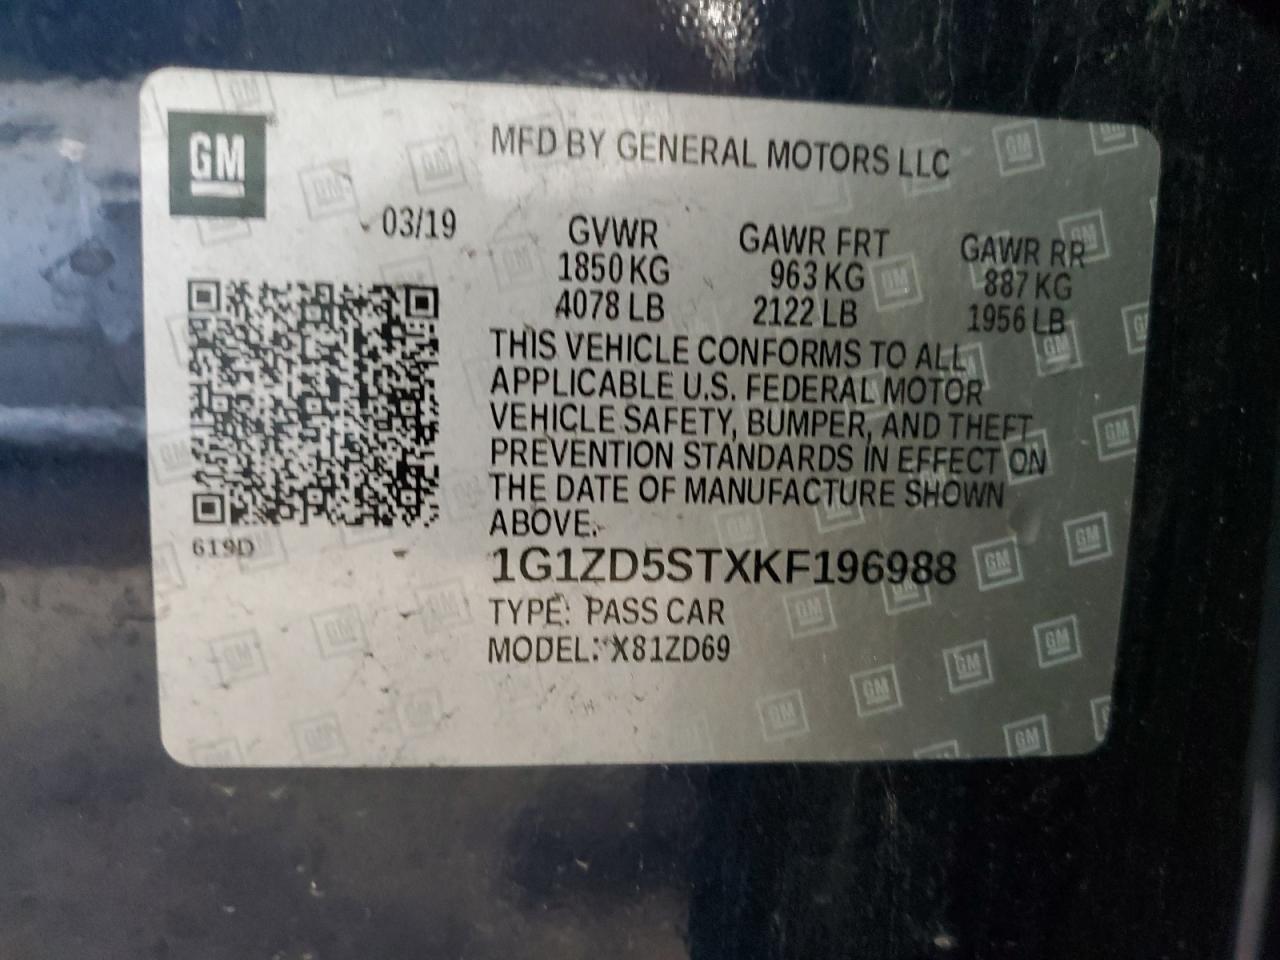 GM
MFD BY GENERAL MOTORS LLC
03/19
GVWR GAWR FRT GAWR RR
1850 KG 963 KG 887 KG
4078 LB 2122 LB 1956 LB
THIS VEHICLE CONFORMS TO ALL
APPLICABLE U.S. FEDERAL MOTOR
VEHICLE SAFETY, BUMPER, AND THEFT
PREVENTION STANDARDS IN EFFECT ON
THE DATE OF MANUFACTURE SHOWN
ABOVE.
619D
1G1ZD5STXKF196988
TYPE: PASS CAR
MODEL: X81ZD69